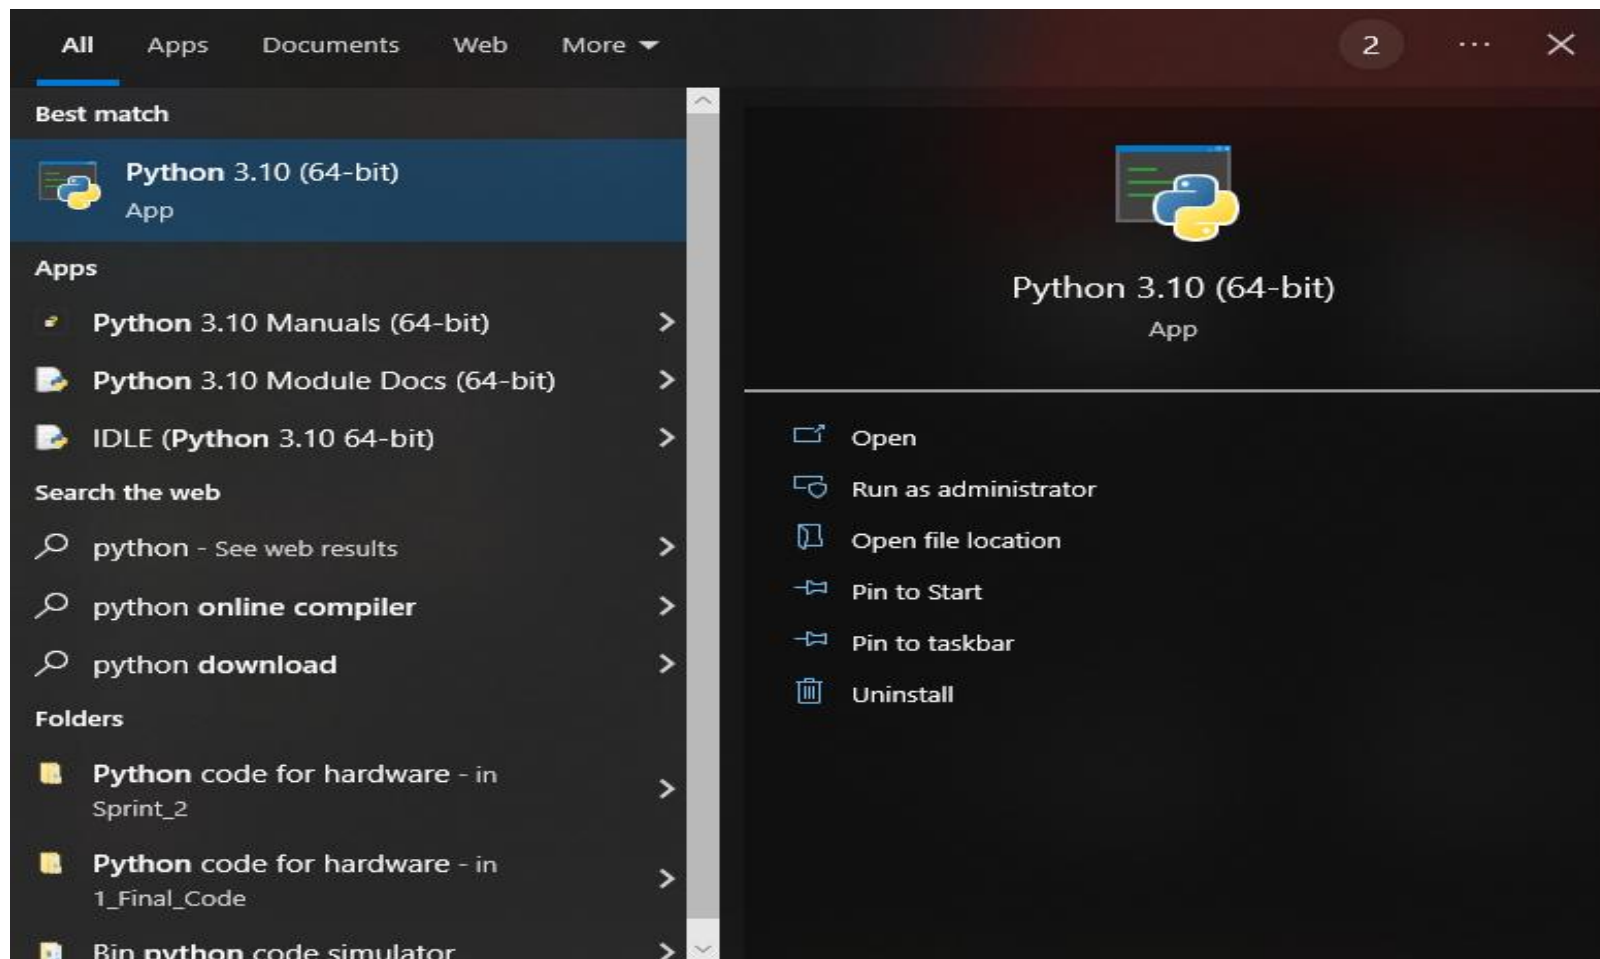 All Apps Documents Web More 2 ...
Best match
Python 3.10 (64-bit)
App
Apps
Python 3.10 Manuals (64-bit)
Python 3.10 Module Docs (64-bit)
IDLE (Python 3.10 64-bit)
Search the web
python - See web results
python online compiler
python download
Folders
Python code for hardware - in
Sprint_2
Python code for hardware - in
1_Final_Code
Bin python code simulator
Python 3.10 (64-bit)
App
Open
Run as administrator
Open file location
Pin to Start
Pin to taskbar
Uninstall